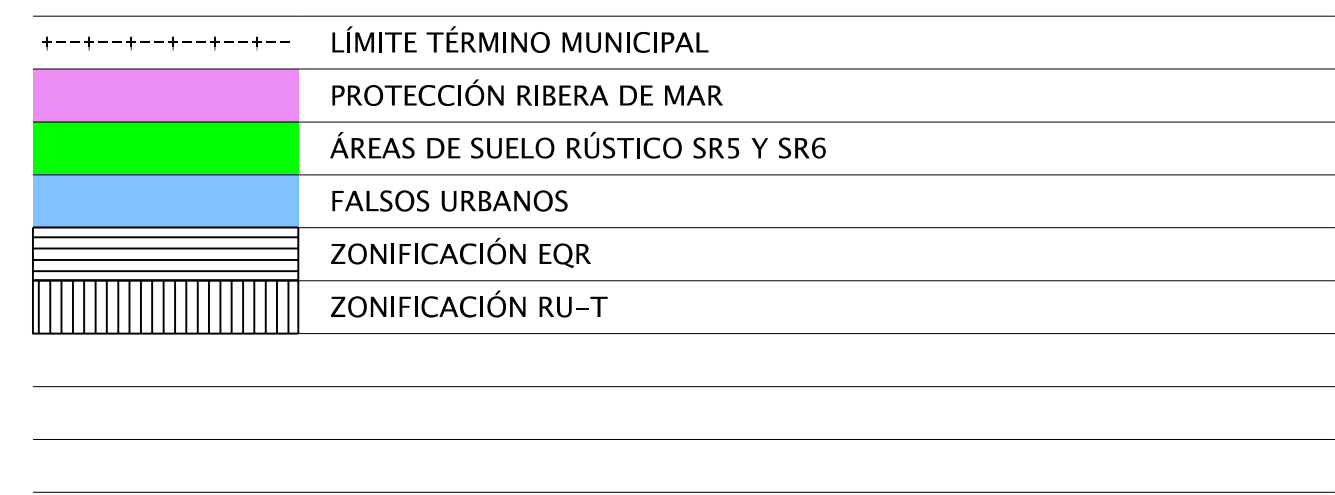 LÍMITE TÉRMINO MUNICIPAL
PROTECCIÓN RIBERA DE MAR
ÁREAS DE SUELO RÚSTICO SR5 Y SR6
FALSOS URBANOS
ZONIFICACIÓN EQR
ZONIFICACIÓN RU-T